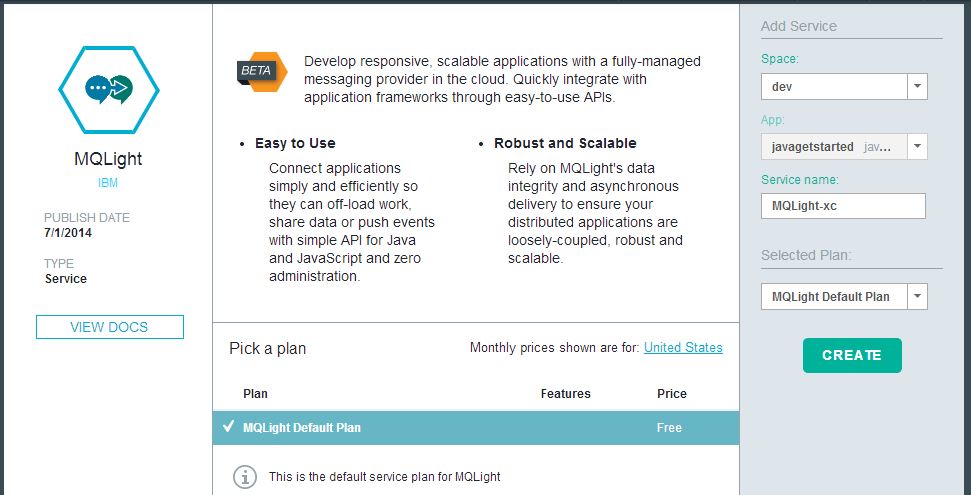 MQLight
IBM
PUBLISH DATE
7/1/2014
TYPE
Service
VIEW DOCS
BETA
Develop responsive, scalable applications with a fully-managed
messaging provider in the cloud. Quickly integrate with
application frameworks through easy-to-use APIs.
• Easy to Use
Connect applications
simply and efficiently so
they can off-load work,
share data or push events
with simple API for Java
and JavaScript and zero
administration.
• Robust and Scalable
Rely on MQLight's data
integrity and asynchronous
delivery to ensure your
distributed applications are
loosely-coupled, robust and
scalable.
Pick a plan
Monthly prices shown are for: United States
Plan Features Price
MQLight Default Plan Free
This is the default service plan for MQLight
Add Service
Space:
dev
App:
javagetstarted jav...
Service name:
MQLight-xc
Selected Plan:
MQLight Default Plan
CREATE